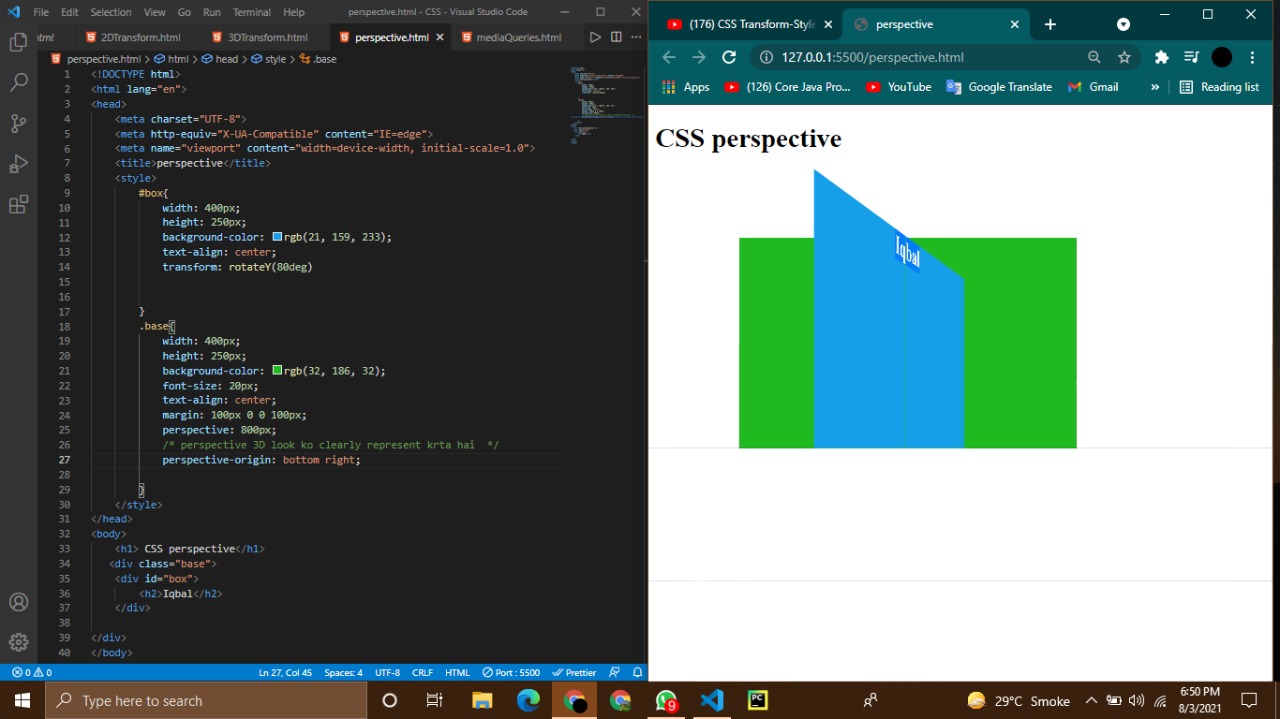 File Edit Selection View Go Run Terminal Help perspective.html - CSS - Visual Studio Code
html 2DTransform.html 3DTransform.html perspective.html mediaQueries.html
perspective.html > html > head > style > .base
1 <!DOCTYPE html>
2 <html lang="en">
3 <head>
4 <meta charset="UTF-8">
5 <meta http-equiv="X-UA-Compatible" content="IE=edge">
6 <meta name="viewport" content="width=device-width, initial-scale=1.0">
7 <title>perspective</title>
8 <style>
9 #box{
10 width: 400px;
11 height: 250px;
12 background-color: rgb(21, 159, 233);
13 text-align: center;
14 transform: rotateY(80deg)
15
16
17 }
18 .base{
19 width: 400px;
20 height: 250px;
21 background-color: rgb(32, 186, 32);
22 font-size: 20px;
23 text-align: center;
24 margin: 100px 0 0 100px;
25 perspective: 800px;
26 /* perspective 3D look ko clearly represent krta hai */
27 perspective-origin: bottom right;
28
29 }
30 </style>
31 </head>
32 <body>
33 <h1> CSS perspective</h1>
34 <div class="base">
35 <div id="box">
36 <h2>Iqbal</h2>
37 </div>
38
39 </div>
40 </body>
0 0 Ln 27, Col 45 Spaces: 4 UTF-8 CRLF HTML Port : 5500 Prettier
(176) CSS Transform-Style perspective
127.0.0.1:5500/perspective.html
Apps (126) Core Java Pro... YouTube Google Translate Gmail » Reading list
CSS perspective
Iqbal
Type here to search
9
PC
29°C Smoke
6:50 PM
8/3/2021